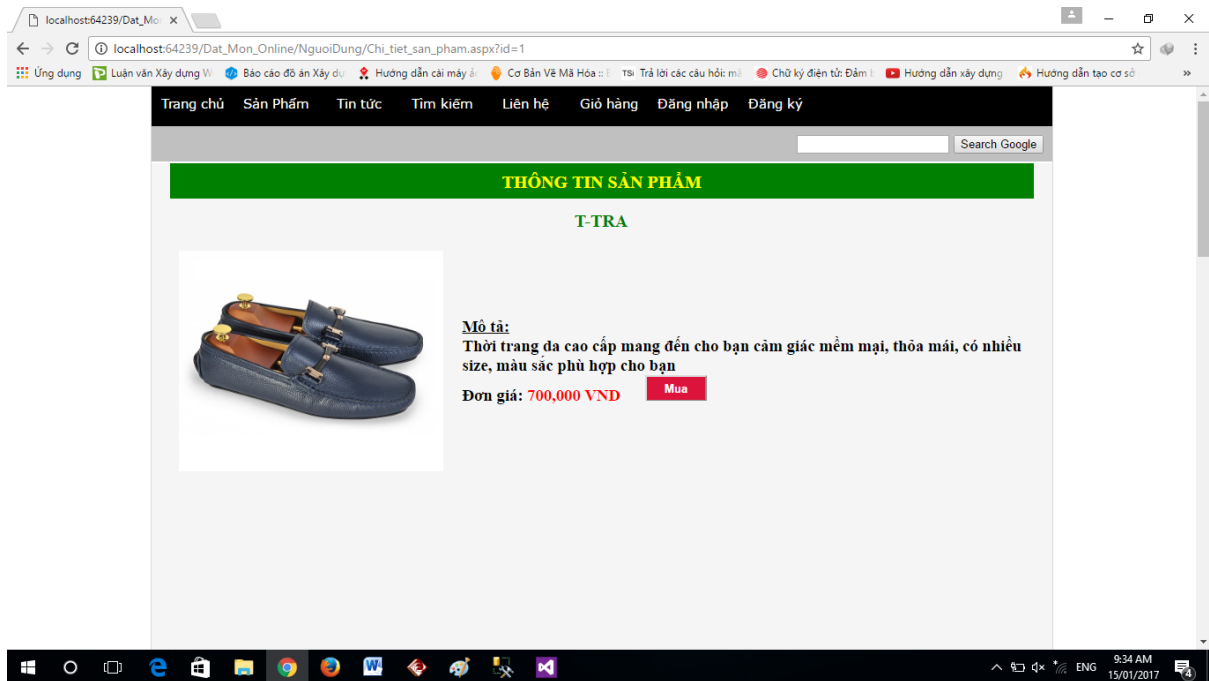 localhost:64239/Dat_Mo
localhost:64239/Dat_Mon_Online/NguoiDung/Chi_tiet_san_pham.aspx?id=1
Ứng dụng Luận văn Xây dựng W Báo cáo đồ án Xây dự Hướng dẫn cài máy ả Cơ Bản Về Mã Hóa :: Trả lời các câu hỏi: mã Chữ ký điện tử: Đảm Hướng dẫn xây dựng Hướng dẫn tạo cơ sở »
Trang chủ Sản Phẩm Tin tức Tìm kiếm Liên hệ Giỏ hàng Đăng nhập Đăng ký
Search Google
THÔNG TIN SẢN PHẨM
T-TRA
Mô tả:
Thời trang da cao cấp mang đến cho bạn cảm giác mềm mại, thỏa mái, có nhiều
size, màu sắc phù hợp cho bạn
Đơn giá: 700,000 VND Mua
ENG 9:34 AM
15/01/2017 4